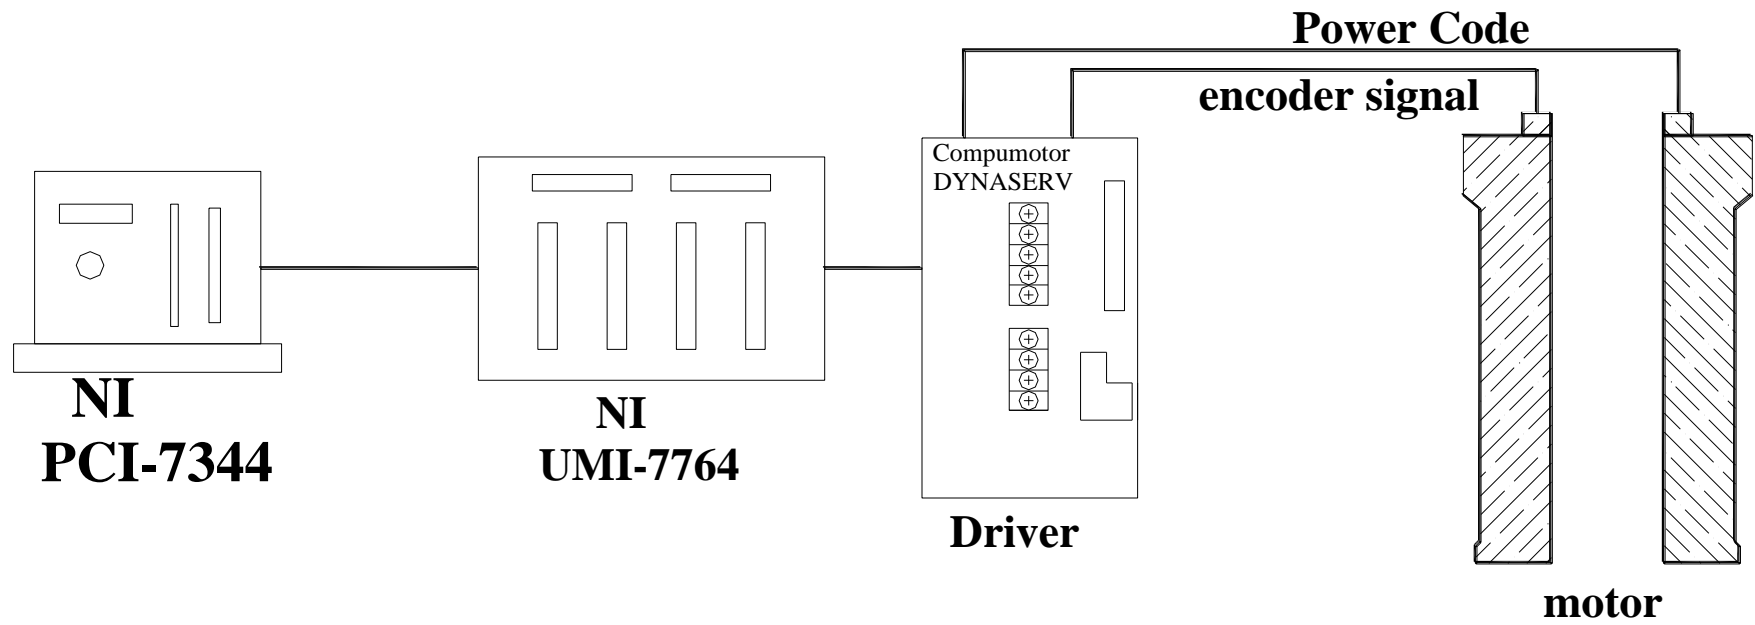 Power Code
encoder signal
Compumotor
DYNASERV
NI
PCI-7344
NI
UMI-7764
Driver
motor